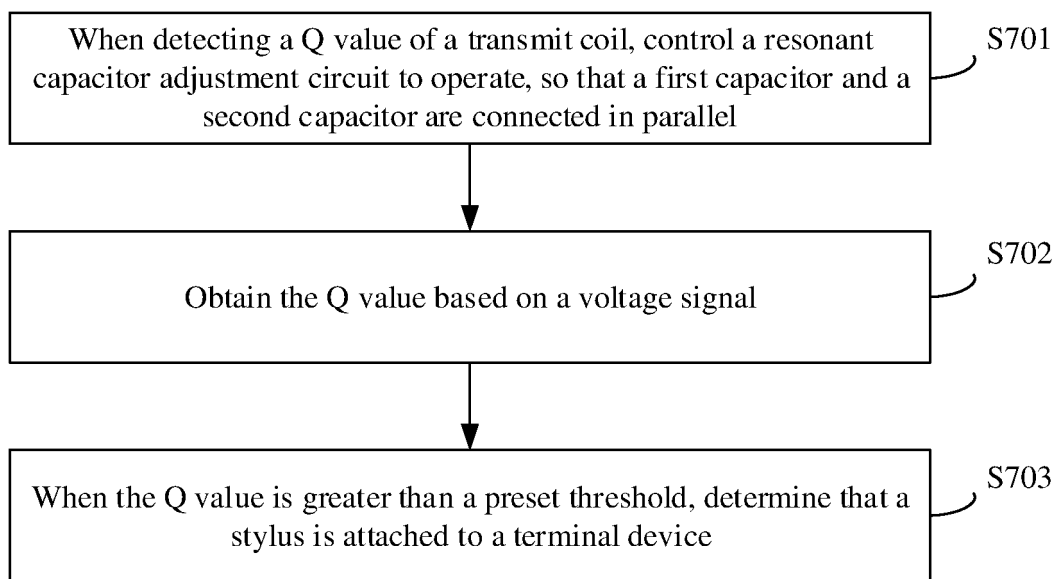 When detecting a Q value of a transmit coil, control a resonant
capacitor adjustment circuit to operate, so that a first capacitor and a
second capacitor are connected in parallel
S701
Obtain the Q value based on a voltage signal
S702
When the Q value is greater than a preset threshold, determine that a
stylus is attached to a terminal device
S703